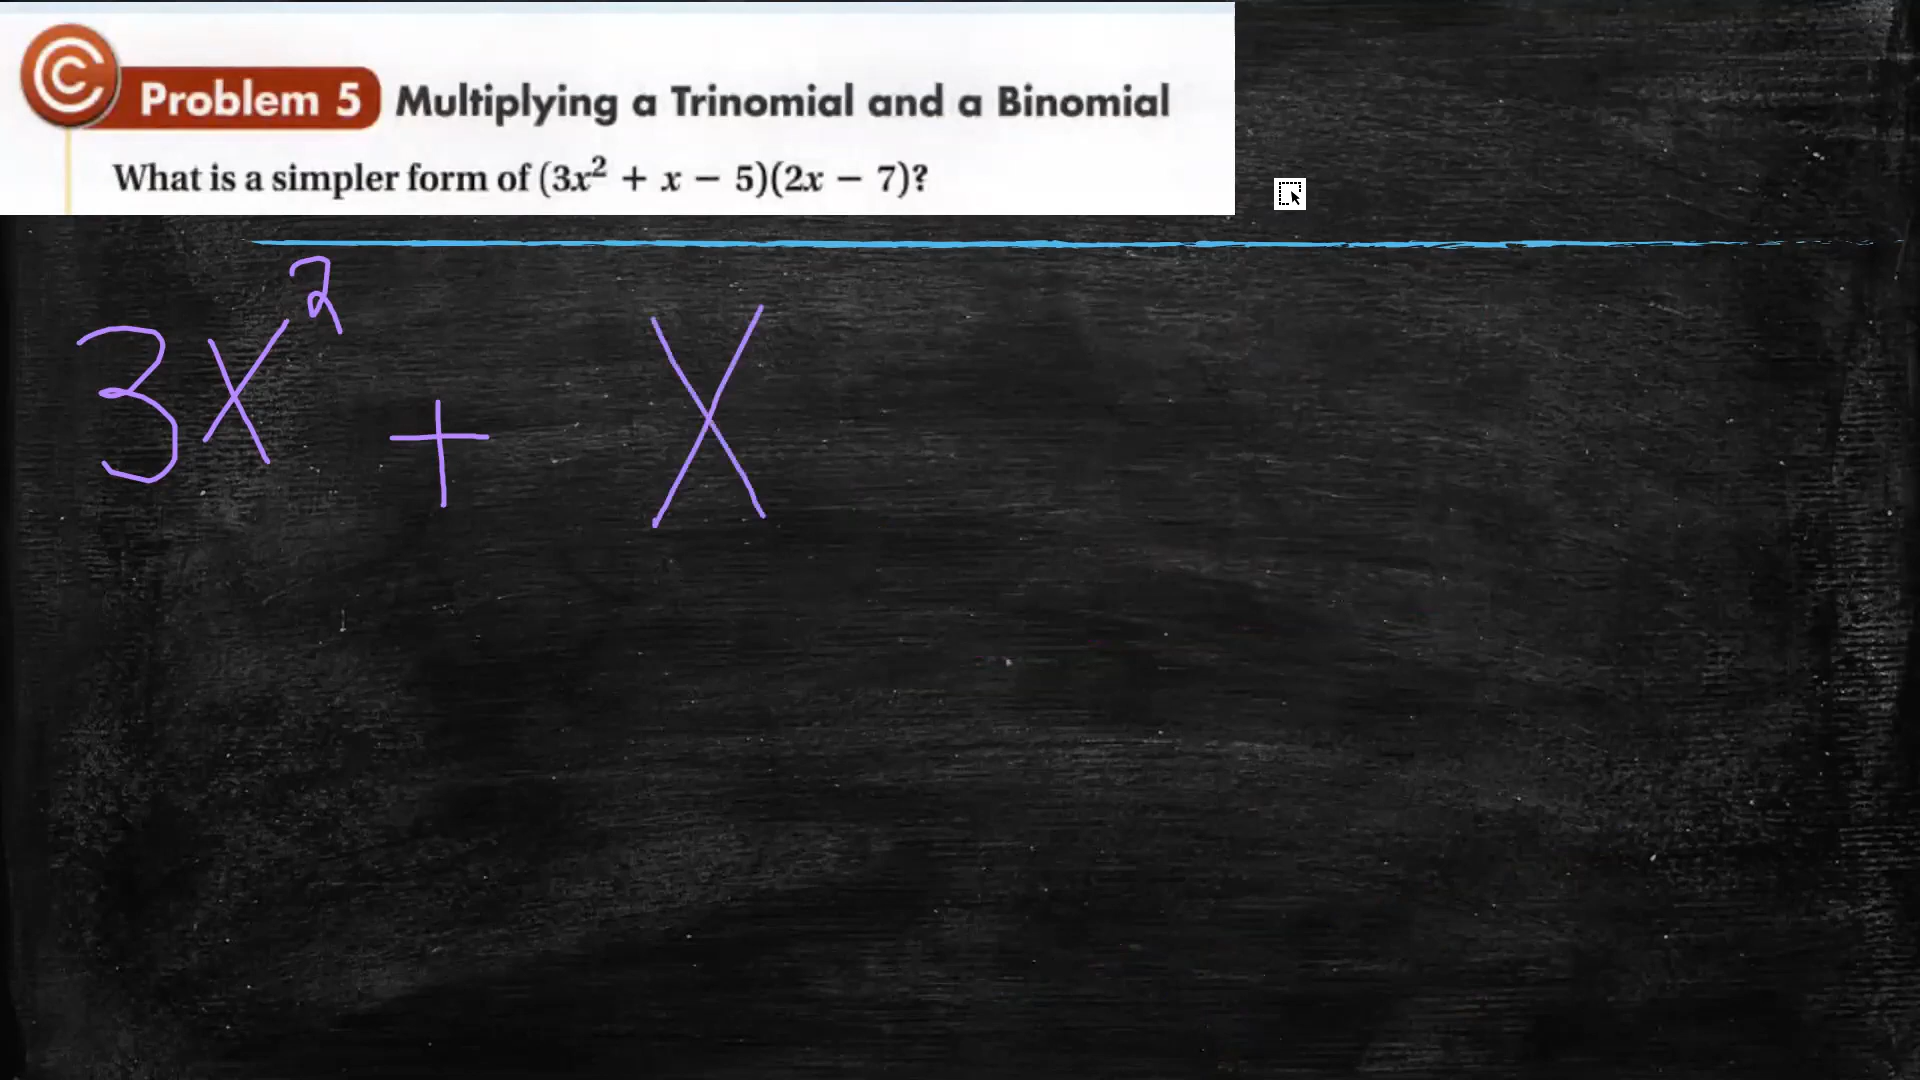 Problem 5 Multiplying a Trinomial and a Binomial
What is a simpler form of (3x² + x − 5)(2x − 7)?
3x² + x